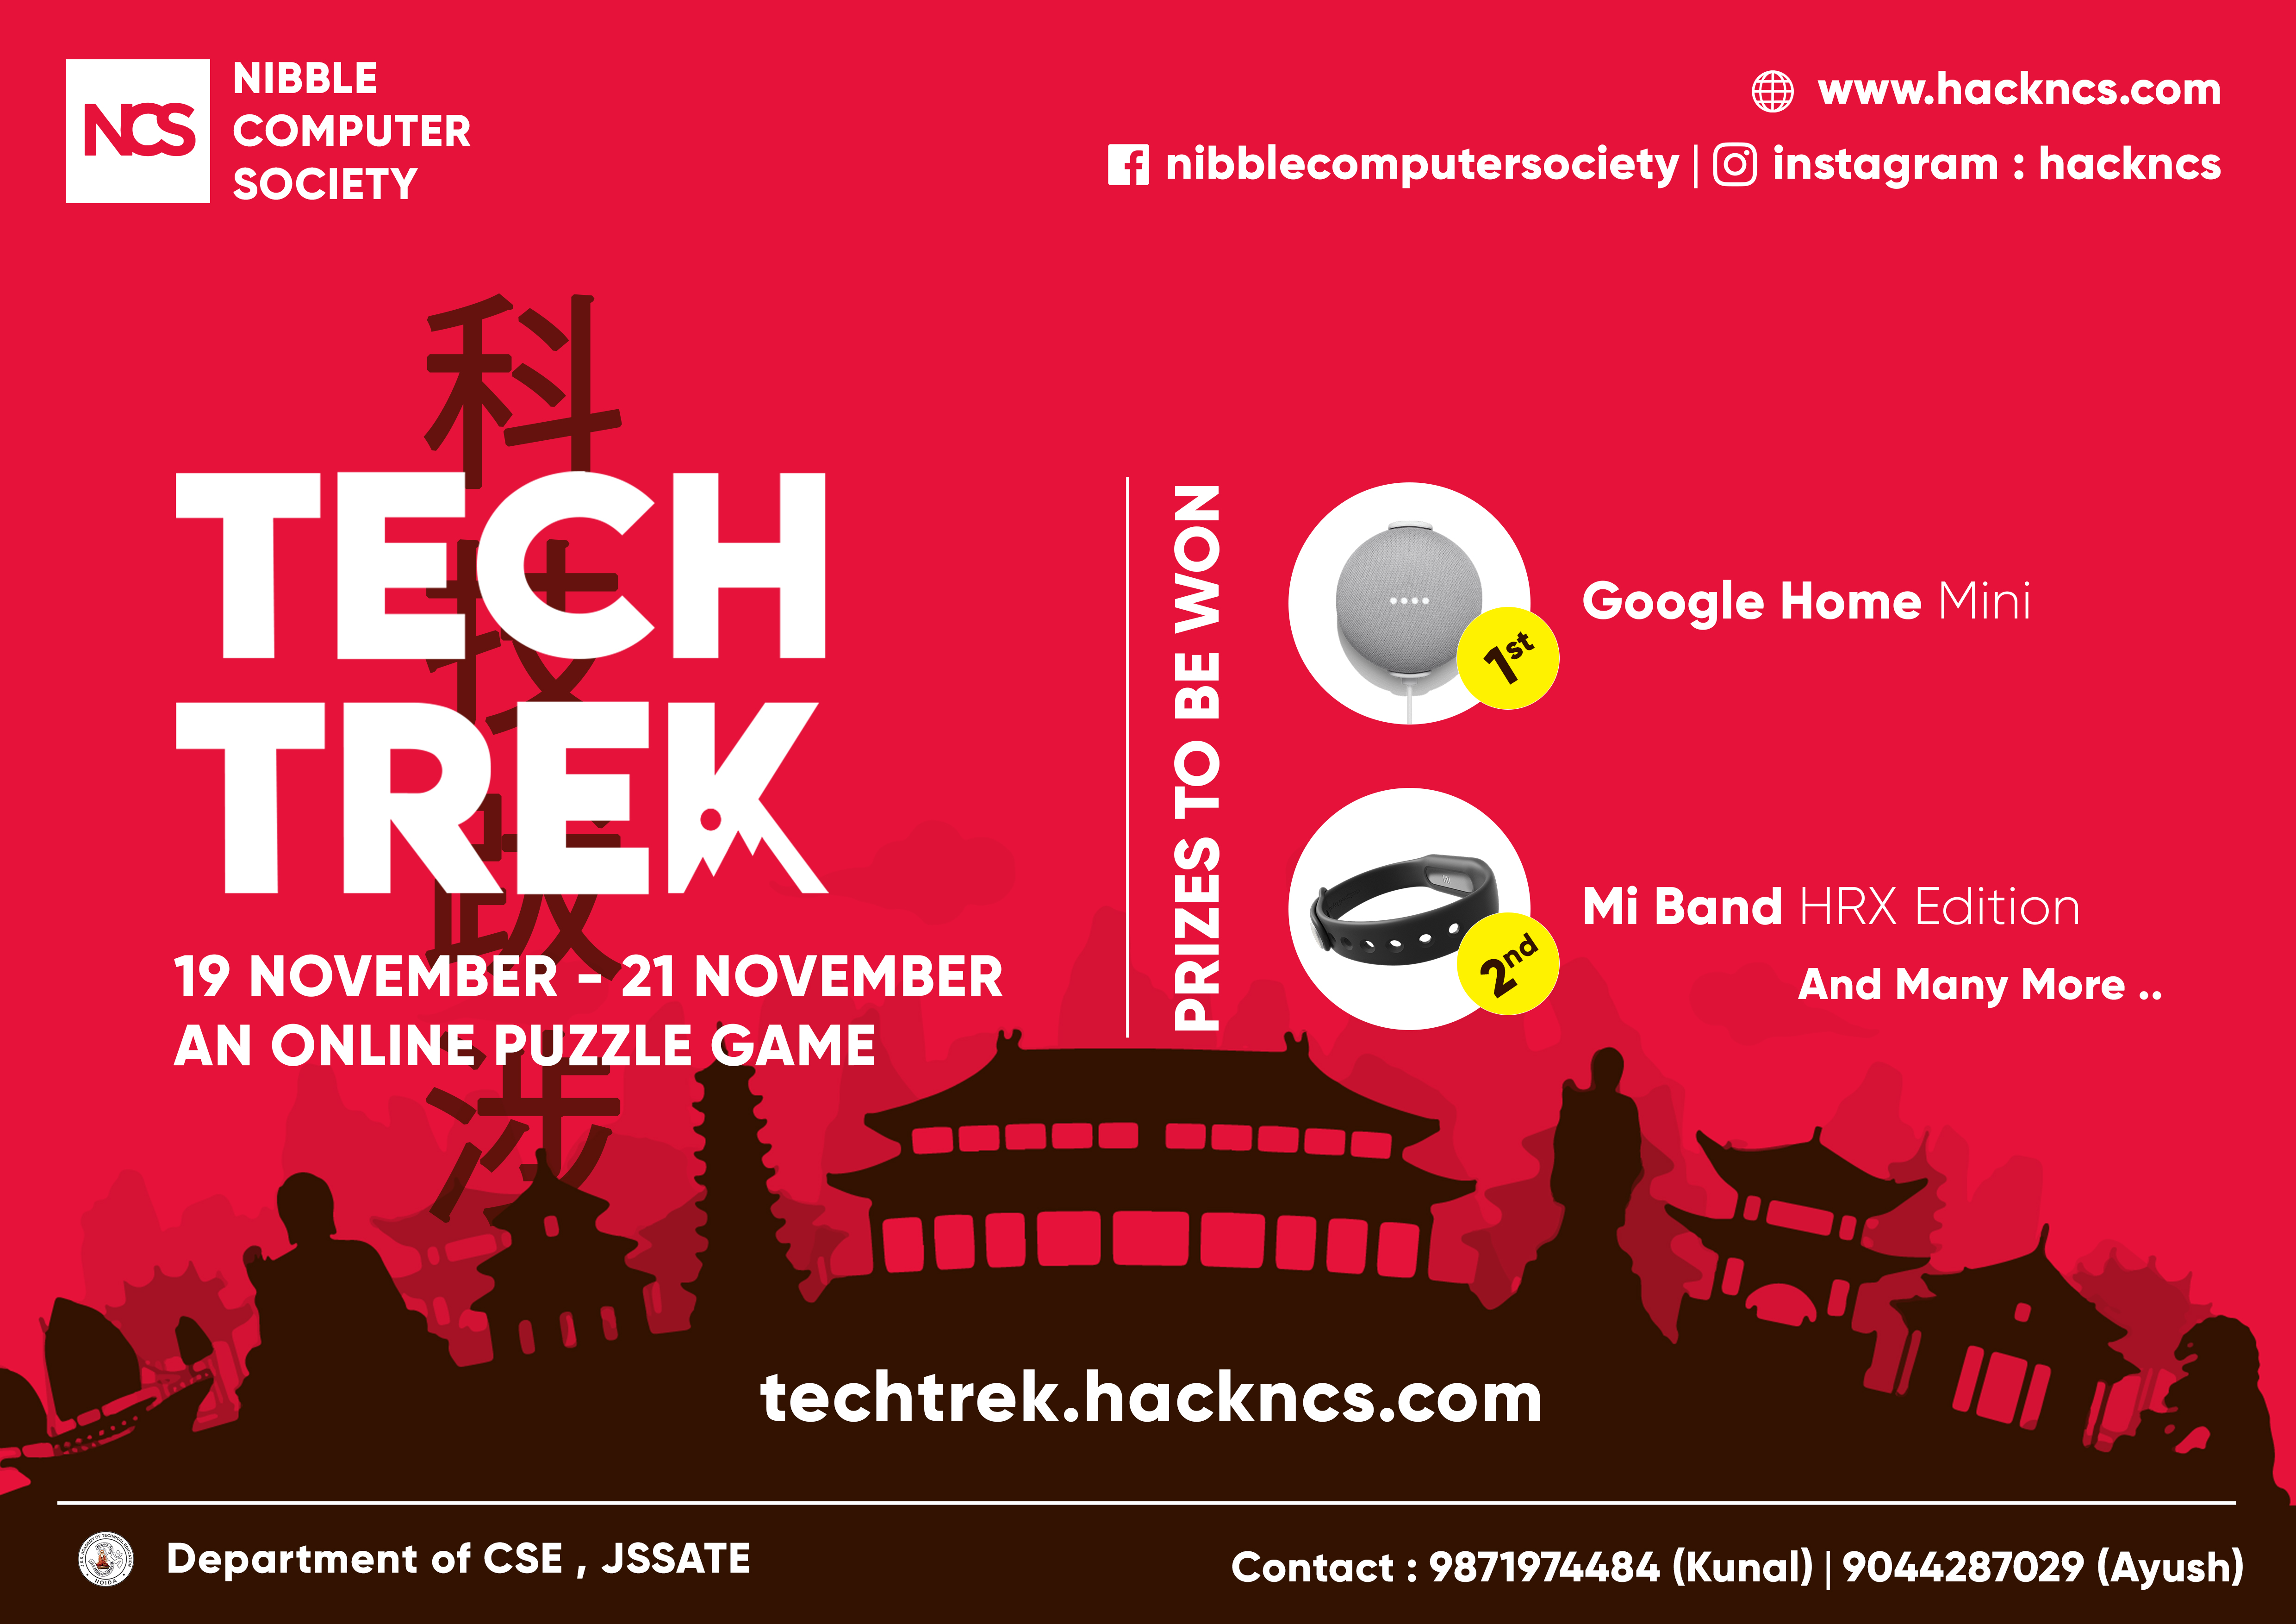 NCS
NIBBLE
COMPUTER
SOCIETY
www.hackncs.com
nibblecomputersociety | instagram : hackncs
科
技
跋
涉
TECH
TREK
19 NOVEMBER - 21 NOVEMBER
AN ONLINE PUZZLE GAME
PRIZES TO BE WON
1st
Google Home Mini
2nd
Mi Band HRX Edition
And Many More ..
techtrek.hackncs.com
Department of CSE , JSSATE
Contact : 9871974484 (Kunal) | 9044287029 (Ayush)
NOIDA